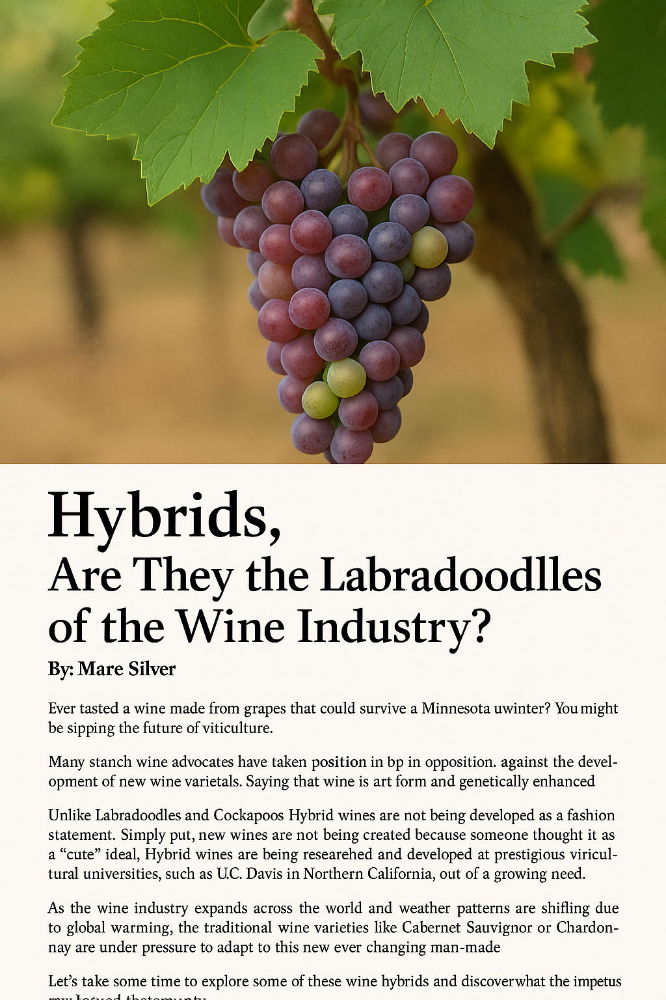 Hybrids,
Are They the Labradoodlles
of the Wine Industry?
By: Mare Silver
Ever tasted a wine made from grapes that could survive a Minnesota uwinter? You might
be sipping the future of viticulture.
Many stanch wine advocates have taken position in bp in opposition. against the devel-
opment of new wine varietals. Saying that wine is art form and genetically enhanced
Unlike Labradoodles and Cockapoos Hybrid wines are not being developed as a fashion
statement. Simply put, new wines are not being created because someone thought it as
a “cute” ideal, Hybrid wines are being researehed and developed at prestigious viricul-
tural universities, such as U.C. Davis in Northern California, out of a growing need.
As the wine industry expands across the world and weather patterns are shifling due
to global warming, the traditional wine varieties like Cabernet Sauvignor or Chardon-
nay are under pressure to adapt to this new ever changing man-made
Let’s take some time to explore some of these wine hybrids and discoverwhat the impetus